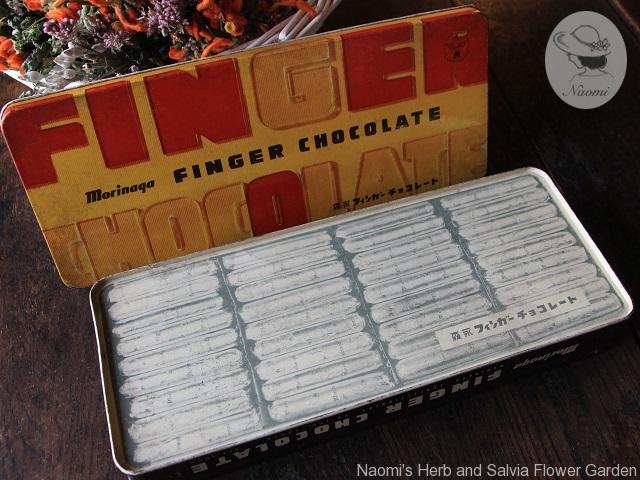 Naomi
FINGER
FINGER CHOCOLATE
morinaga
CHOCOLATE
森永 フィンガーチョコレート
森永 フィンガーチョコレート
morinaga
FINGER CHOCOLATE
Naomi's Herb and Salvia Flower Garden